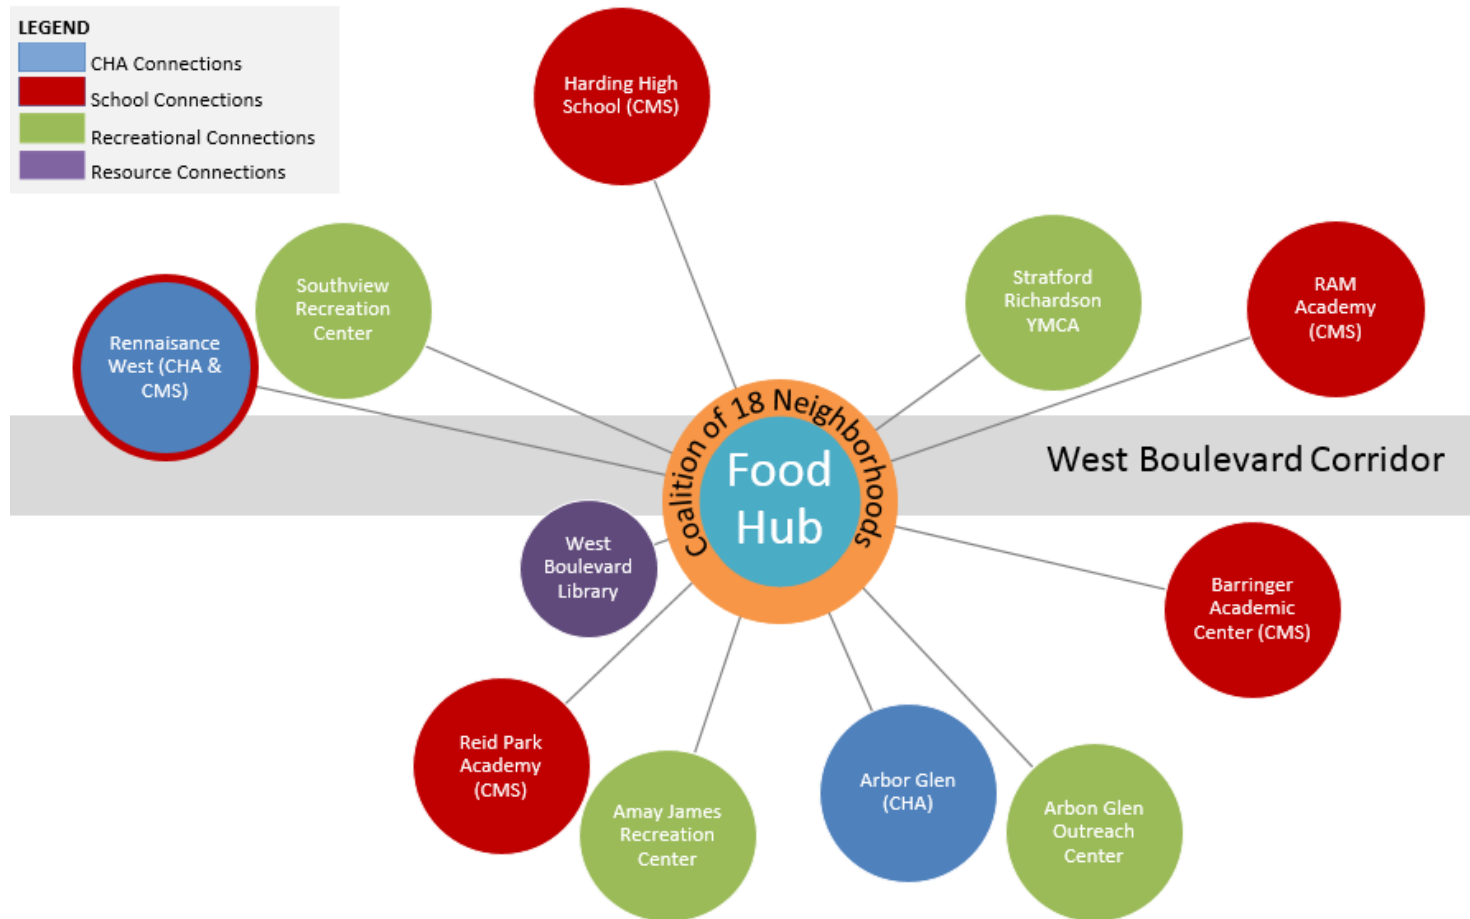 LEGEND
CHA Connections
School Connections
Recreational Connections
Resource Connections
Harding High
School (CMS)
Southview
Recreation
Center
Stratford
Richardson
YMCA
RAM
Academy
(CMS)
Rennaisance
West (CHA &
CMS)
Coalition of 18 Neighborhoods
Food
Hub
West Boulevard Corridor
West
Boulevard
Library
Barringer
Academic
Center (CMS)
Reid Park
Academy
(CMS)
Amay James
Recreation
Center
Arbor Glen
(CHA)
Arbon Glen
Outreach
Center